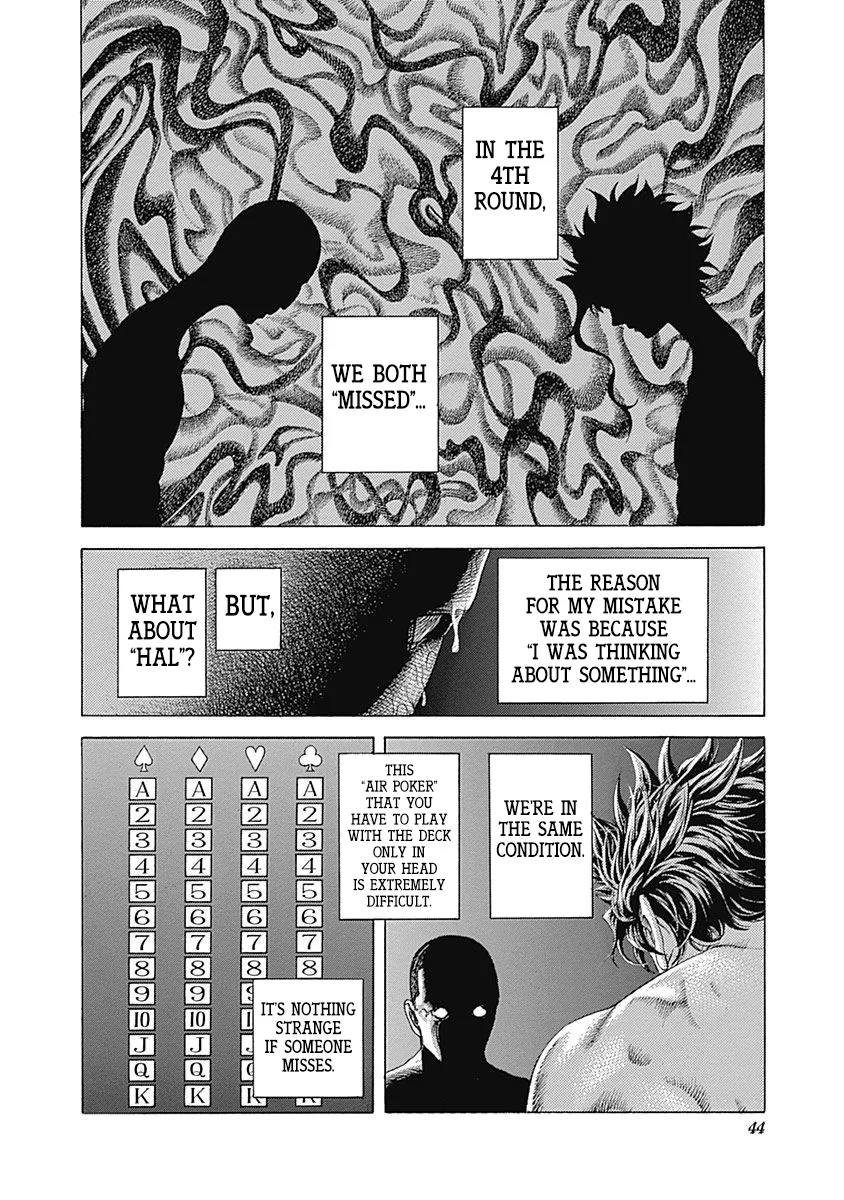 IN THE
4TH
ROUND,
WE BOTH
“MISSED”...
THE REASON
FOR MY MISTAKE
WAS BECAUSE
“I WAS THINKING
ABOUT SOMETHING”...
BUT,
WHAT
ABOUT
“HAL”?
WE'RE IN
THE SAME
CONDITION.
THIS
“AIR POKER”
THAT YOU
HAVE TO PLAY
WITH THE DECK
ONLY IN
YOUR HEAD
IS EXTREMELY
DIFFICULT.
A A A A
2 2 2 2
3 3 3 3
4 4 4 4
5 5 5 5
6 6 6 6
7 7 7 7
8 8 8 8
9 9 9
10 10
J J
Q Q
K K
IT'S NOTHING
STRANGE
IF SOMEONE
MISSES.
44